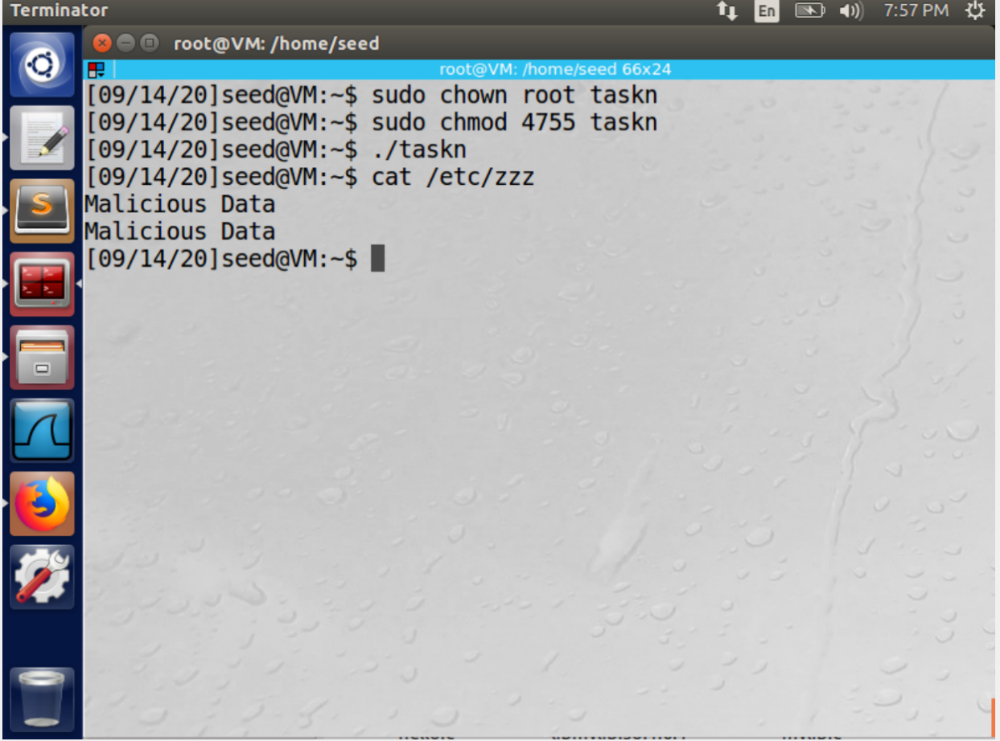 Terminator
En
7:57 PM
root@VM: /home/seed
root@VM: /home/seed 66x24
[09/14/20]seed@VM:~$ sudo chown root taskn
[09/14/20]seed@VM:~$ sudo chmod 4755 taskn
[09/14/20]seed@VM:~$ ./taskn
[09/14/20]seed@VM:~$ cat /etc/zzz
Malicious Data
Malicious Data
[09/14/20]seed@VM:~$